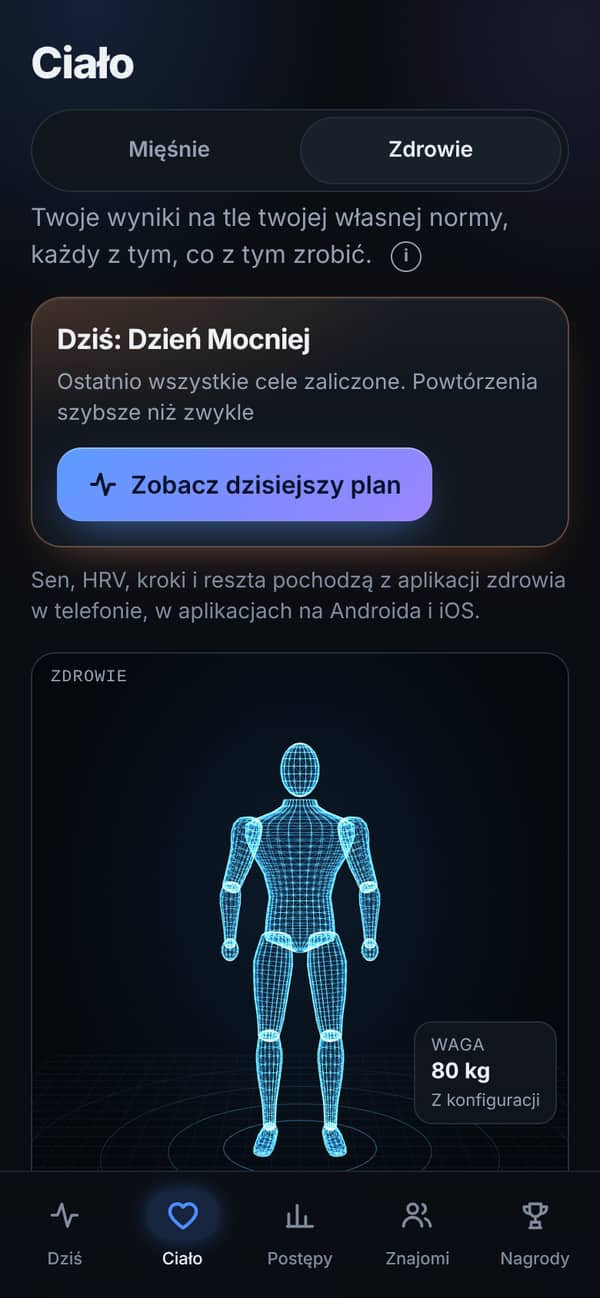 Ciało
Mięśnie
Zdrowie
Twoje wyniki na tle twojej własnej normy,
każdy z tym, co z tym zrobić. i
Dziś: Dzień Mocniej
Ostatnio wszystkie cele zaliczone. Powtórzenia
szybsze niż zwykle
Zobacz dzisiejszy plan
Sen, HRV, kroki i reszta pochodzą z aplikacji zdrowia
w telefonie, w aplikacjach na Androida i iOS.
ZDROWIE
WAGA
80 kg
Z konfiguracji
Dziś
Ciało
Postępy
Znajomi
Nagrody